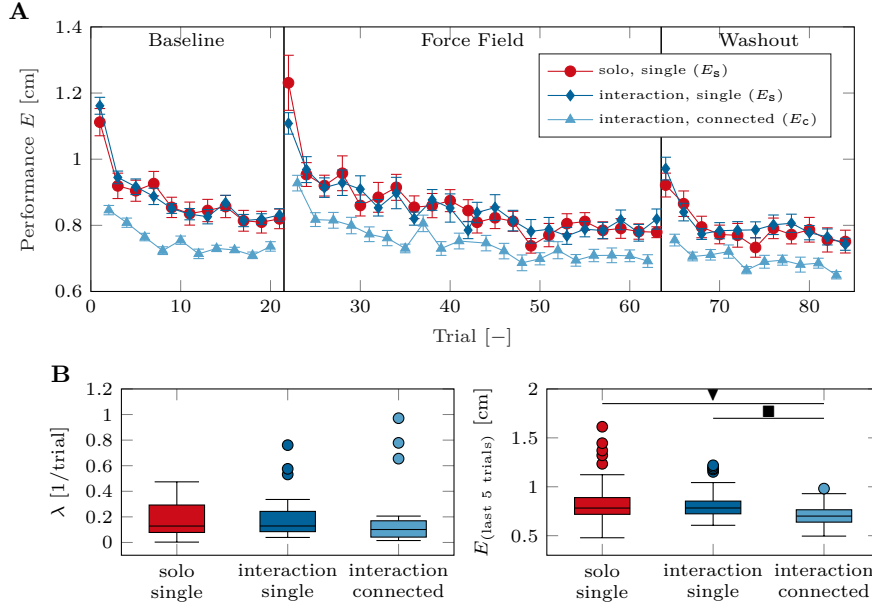 A
Baseline
Force Field
Washout
Performance E [cm]
1.4
1.2
1
0.8
0.6
solo, single (Es)
interaction, single (Es)
interaction, connected (Ec)
0 10 20 30 40 50 60 70 80
Trial [−]
B
λ [1/trial]
1.2
1
0.8
0.6
0.4
0.2
0
solo single
interaction single
interaction connected
E(last 5 trials) [cm]
2
1.5
1
0.5
solo single
interaction single
interaction connected